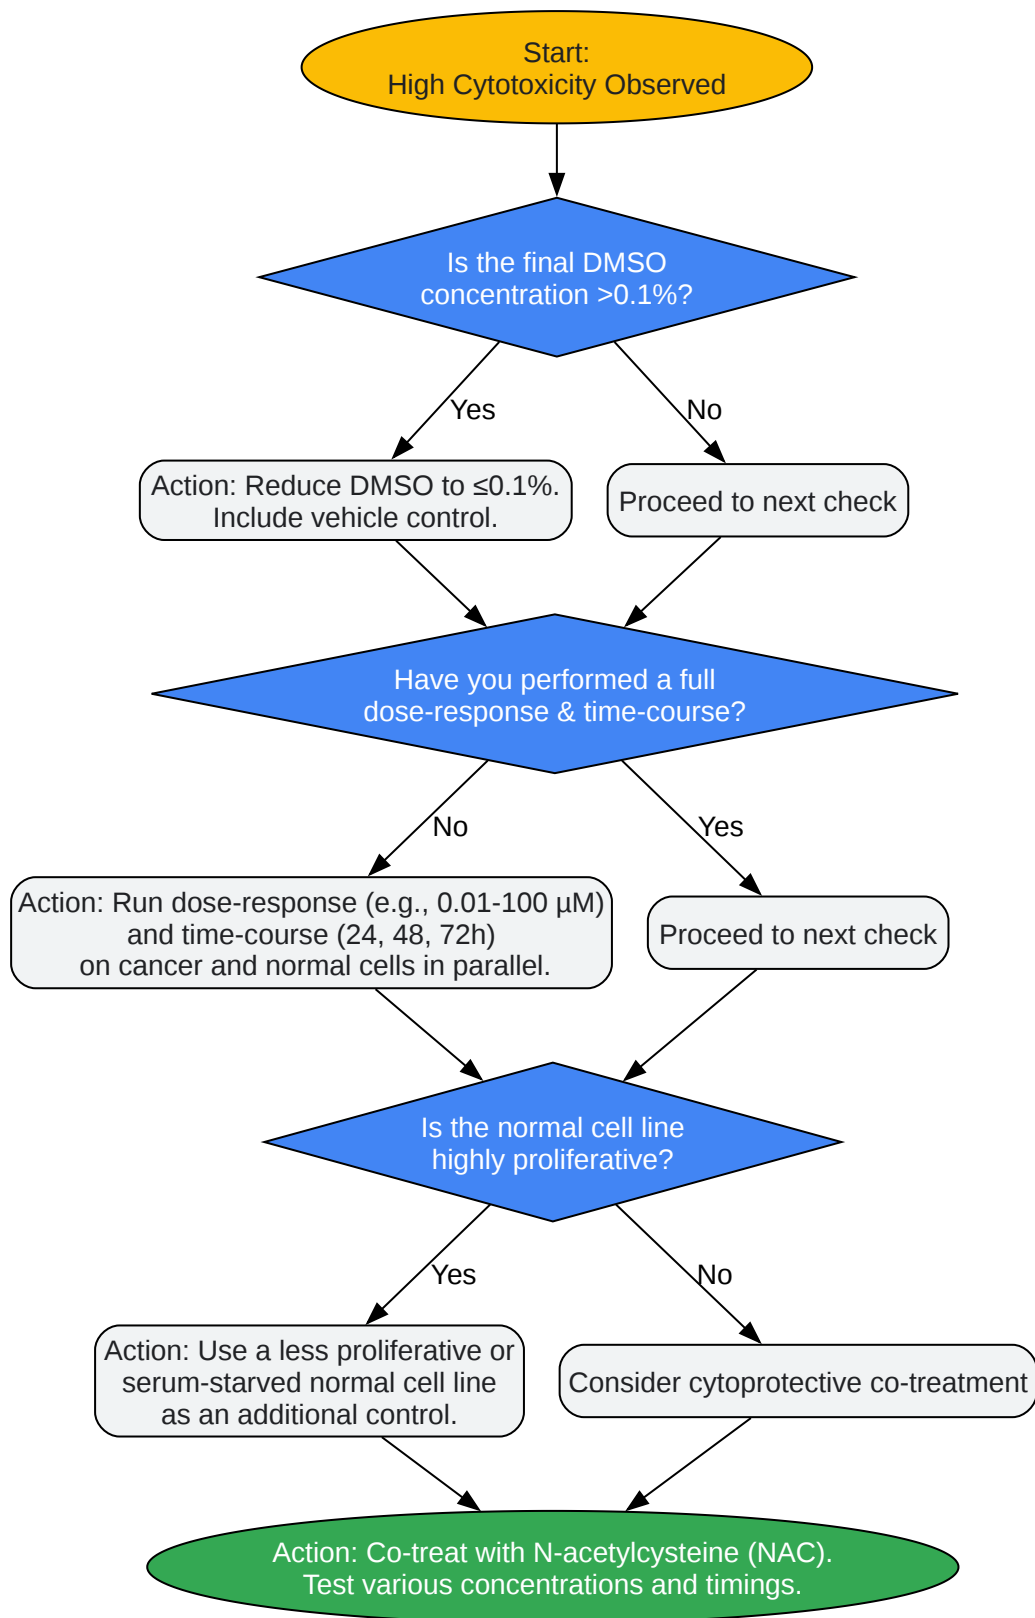 Start:
High Cytotoxicity Observed
Is the final DMSO
concentration >0.1%?
Yes
No
Action: Reduce DMSO to ≤0.1%.
Include vehicle control.
Proceed to next check
Have you performed a full
dose-response & time-course?
No
Yes
Action: Run dose-response (e.g., 0.01-100 µM)
and time-course (24, 48, 72h)
on cancer and normal cells in parallel.
Proceed to next check
Is the normal cell line
highly proliferative?
Yes
No
Action: Use a less proliferative or
serum-starved normal cell line
as an additional control.
Consider cytoprotective co-treatment
Action: Co-treat with N-acetylcysteine (NAC).
Test various concentrations and timings.